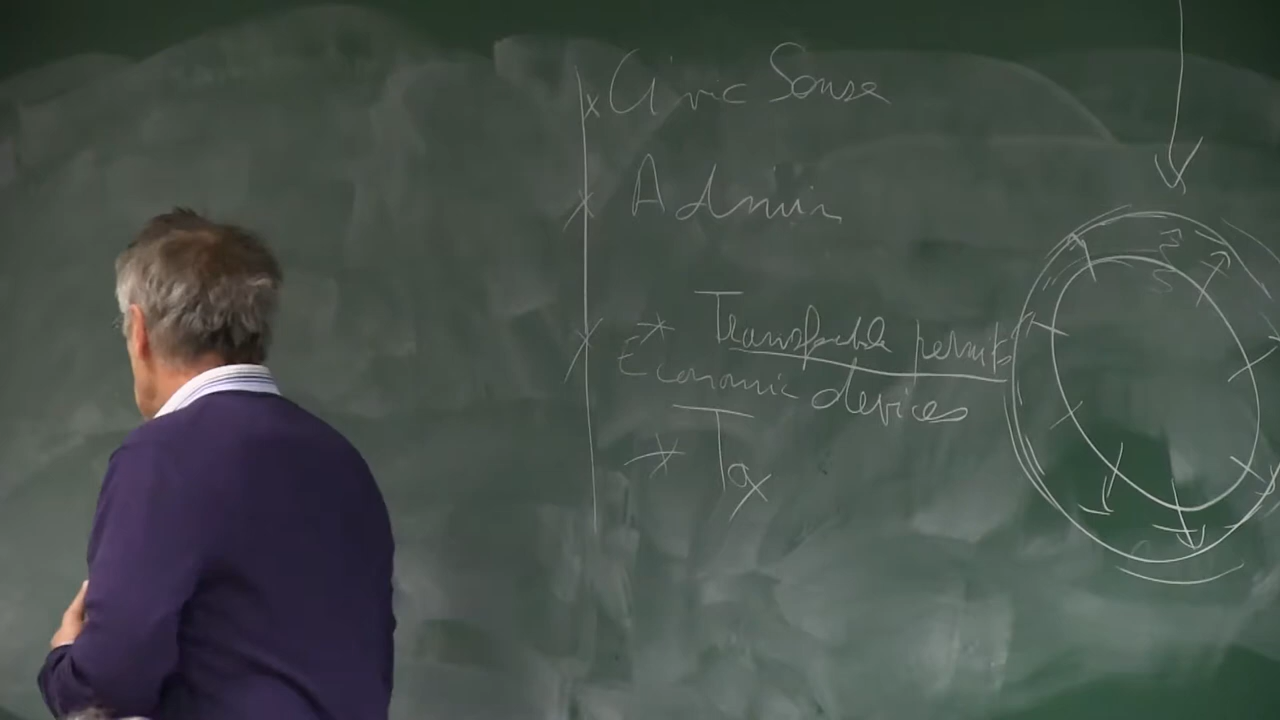 x Civic Sense
x Admin
x * Transferable permits
Economic devices
* Tax